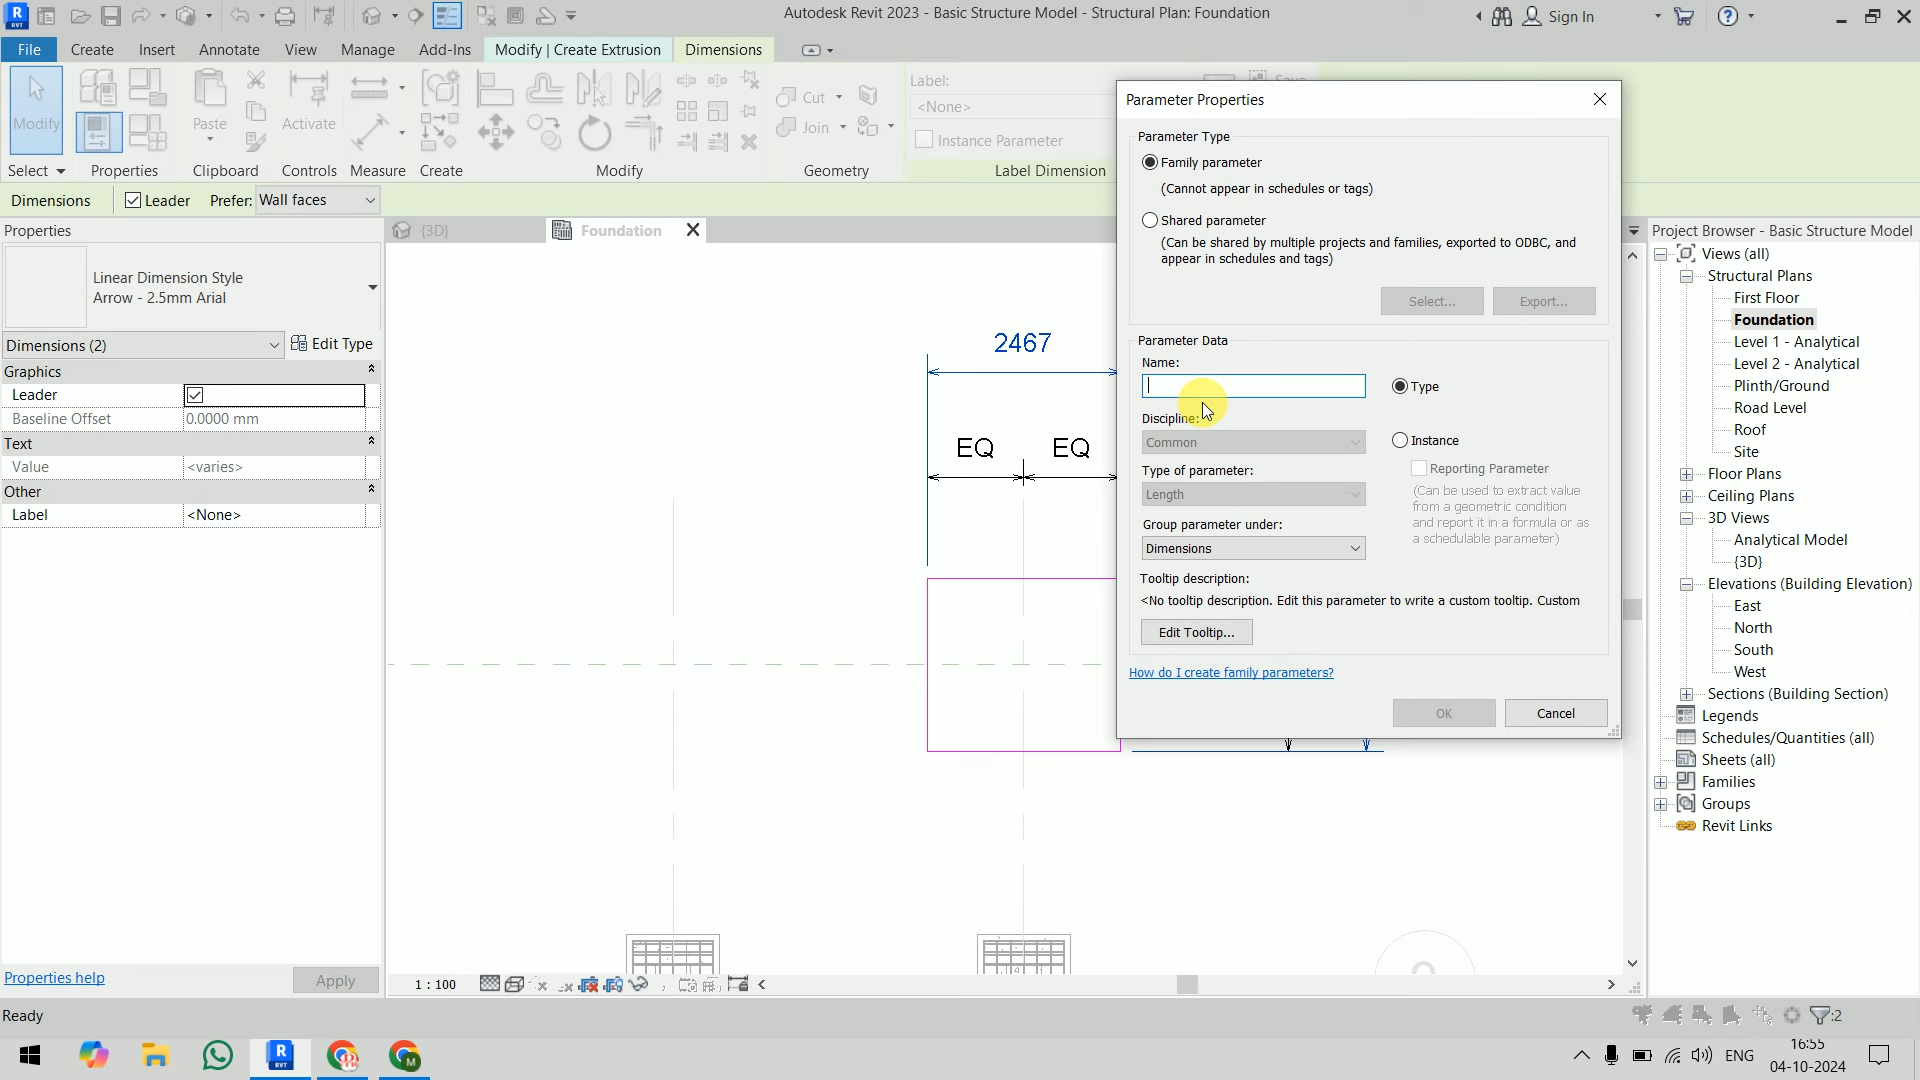 Autodesk Revit 2023 - Basic Structure Model - Structural Plan: Foundation
Sign In
File
Create
Insert
Annotate
View
Manage
Add-Ins
Modify | Create Extrusion
Dimensions
Modify
Paste
Activate
Cut
Join
Label:
<None>
Instance Parameter
Save
Select
Properties
Clipboard
Controls
Measure
Create
Modify
Geometry
Label Dimension
Dimensions
Leader
Prefer:
Wall faces
Properties
Linear Dimension Style
Arrow - 2.5mm Arial
Dimensions (2)
Edit Type
Graphics
Leader
Baseline Offset
0.0000 mm
Text
Value
<varies>
Other
Label
<None>
Properties help
Apply
{3D}
Foundation
2467
EQ
EQ
1 : 100
Parameter Properties
Parameter Type
Family parameter
(Cannot appear in schedules or tags)
Shared parameter
(Can be shared by multiple projects and families, exported to ODBC, and
appear in schedules and tags)
Select...
Export...
Parameter Data
Name:
Type
Discipline:
Common
Instance
Type of parameter:
Reporting Parameter
Length
(Can be used to extract value
from a geometric condition
and report it in a formula or as
a schedulable parameter)
Group parameter under:
Dimensions
Tooltip description:
<No tooltip description. Edit this parameter to write a custom tooltip. Custom
Edit Tooltip...
How do I create family parameters?
OK
Cancel
Project Browser - Basic Structure Model
Views (all)
Structural Plans
First Floor
Foundation
Level 1 - Analytical
Level 2 - Analytical
Plinth/Ground
Road Level
Roof
Site
Floor Plans
Ceiling Plans
3D Views
Analytical Model
{3D}
Elevations (Building Elevation)
East
North
South
West
Sections (Building Section)
Legends
Schedules/Quantities (all)
Sheets (all)
Families
Groups
Revit Links
Ready
:2
ENG
16:55
04-10-2024